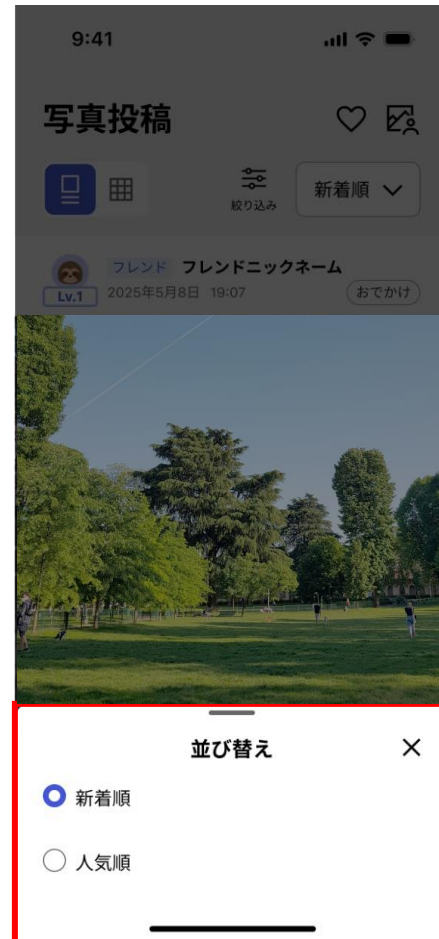 9:41
写真投稿
絞り込み
新着順
フレンド フレンドニックネーム
Lv.1 2025年5月8日 19:07 おでかけ
並び替え
新着順
人気順